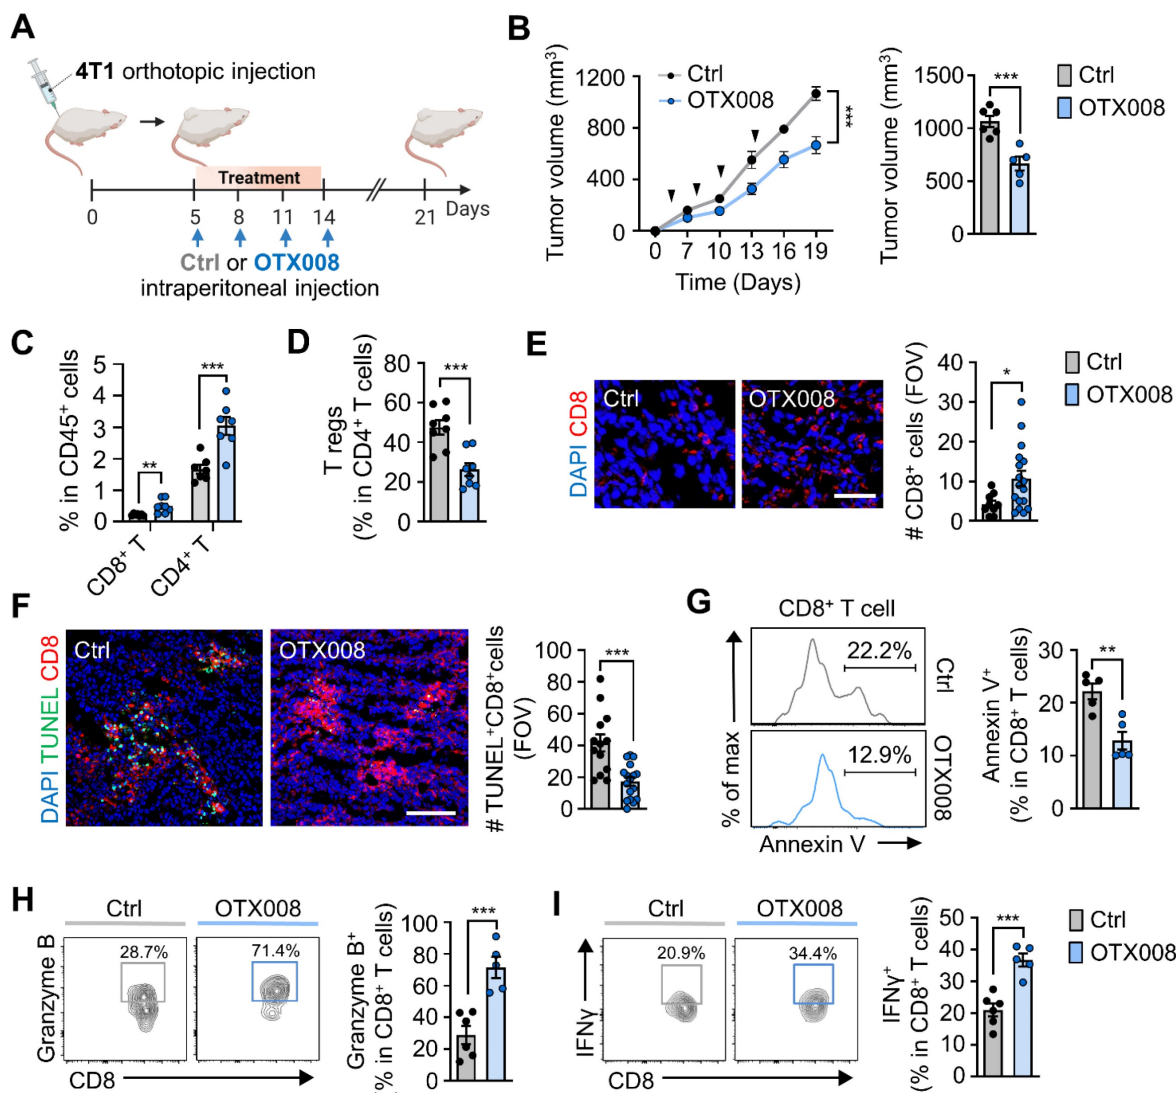 A
4T1 orthotopic injection
Treatment
0 5 8 11 14 21 Days
Ctrl or OTX008
intraperitoneal injection
B
Tumor volume (mm³)
1200
800
400
0
Ctrl
OTX008
***
0 7 10 13 16 19
Time (Days)
Tumor volume (mm³)
1500
1000
500
0
***
Ctrl
OTX008
C
% in CD45⁺ cells
5
4
3
2
1
0
**
***
CD8⁺ T
CD4⁺ T
D
T regs
(% in CD4⁺ T cells)
80
60
40
20
0
***
E
DAPI CD8
Ctrl
OTX008
# CD8⁺ cells (FOV)
40
30
20
10
0
*
Ctrl
OTX008
F
DAPI TUNEL CD8
Ctrl
OTX008
# TUNEL⁺CD8⁺cells
(FOV)
100
80
60
40
20
0
***
G
CD8⁺ T cell
% of max
22.2%
Ctrl
12.9%
OTX008
Annexin V
Annexin V⁺
(% in CD8⁺ T cells)
30
20
10
0
**
H
Ctrl
OTX008
Granzyme B
28.7%
71.4%
CD8
Granzyme B⁺
(% in CD8⁺ T cells)
100
80
60
40
20
0
***
I
Ctrl
OTX008
IFNγ
20.9%
34.4%
CD8
IFNγ⁺
(% in CD8⁺ T cells)
50
40
30
20
10
0
***
Ctrl
OTX008